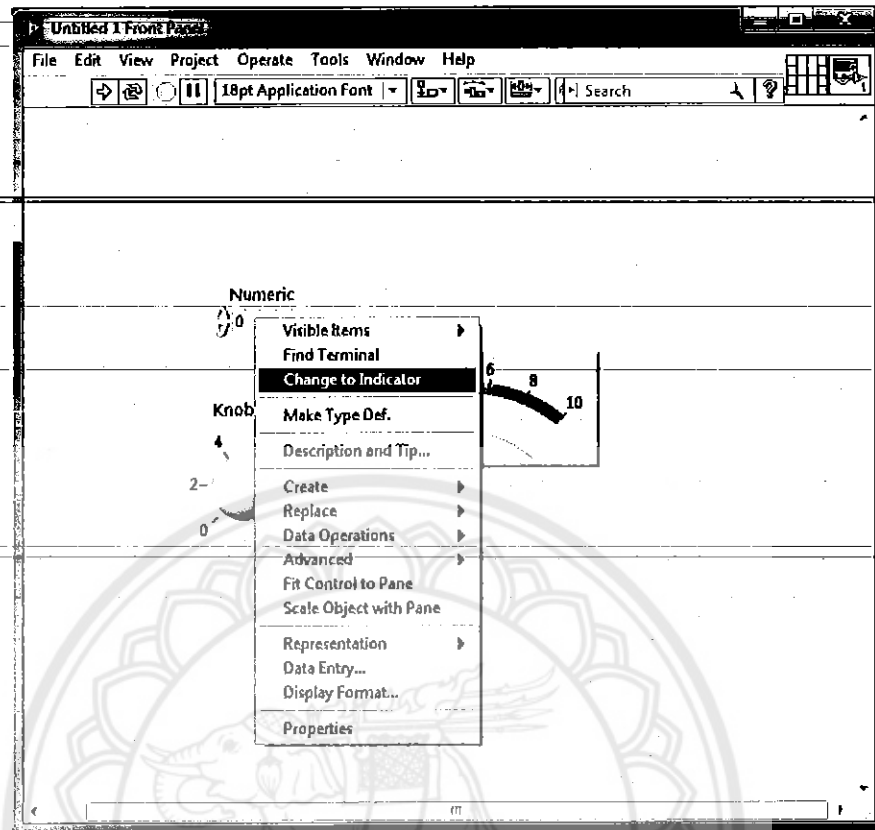 Untitled 1 Front Panel
File Edit View Project Operate Tools Window Help
18pt Application Font Search
Numeric
0
Visible Items
Find Terminal
Change to Indicator
Make Type Def.
Description and Tip...
Create
Replace
Data Operations
Advanced
Fit Control to Pane
Scale Object with Pane
Representation
Data Entry...
Display Format...
Properties
6
8
10
Knob
4
2
0